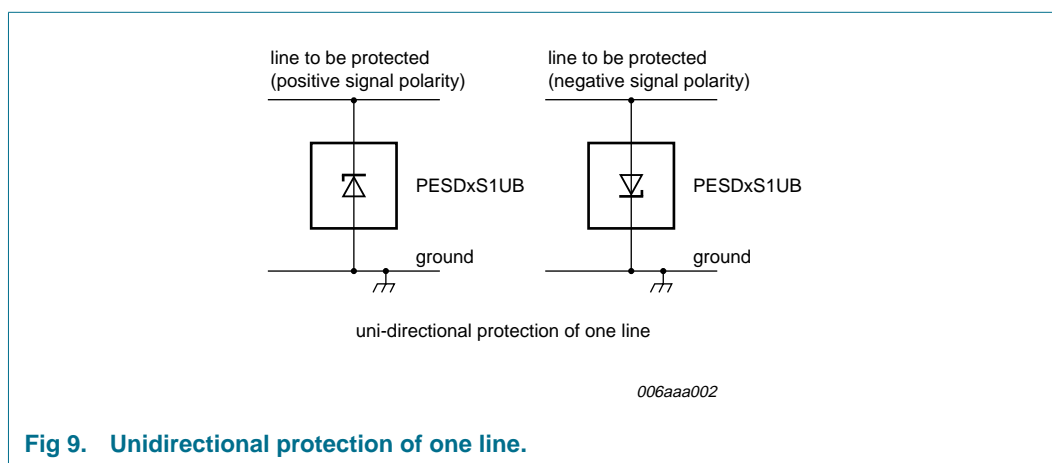 line to be protected
(positive signal polarity)
line to be protected
(negative signal polarity)
PESDxS1UB
PESDxS1UB
ground
ground
uni-directional protection of one line
006aaa002
Fig 9. Unidirectional protection of one line.